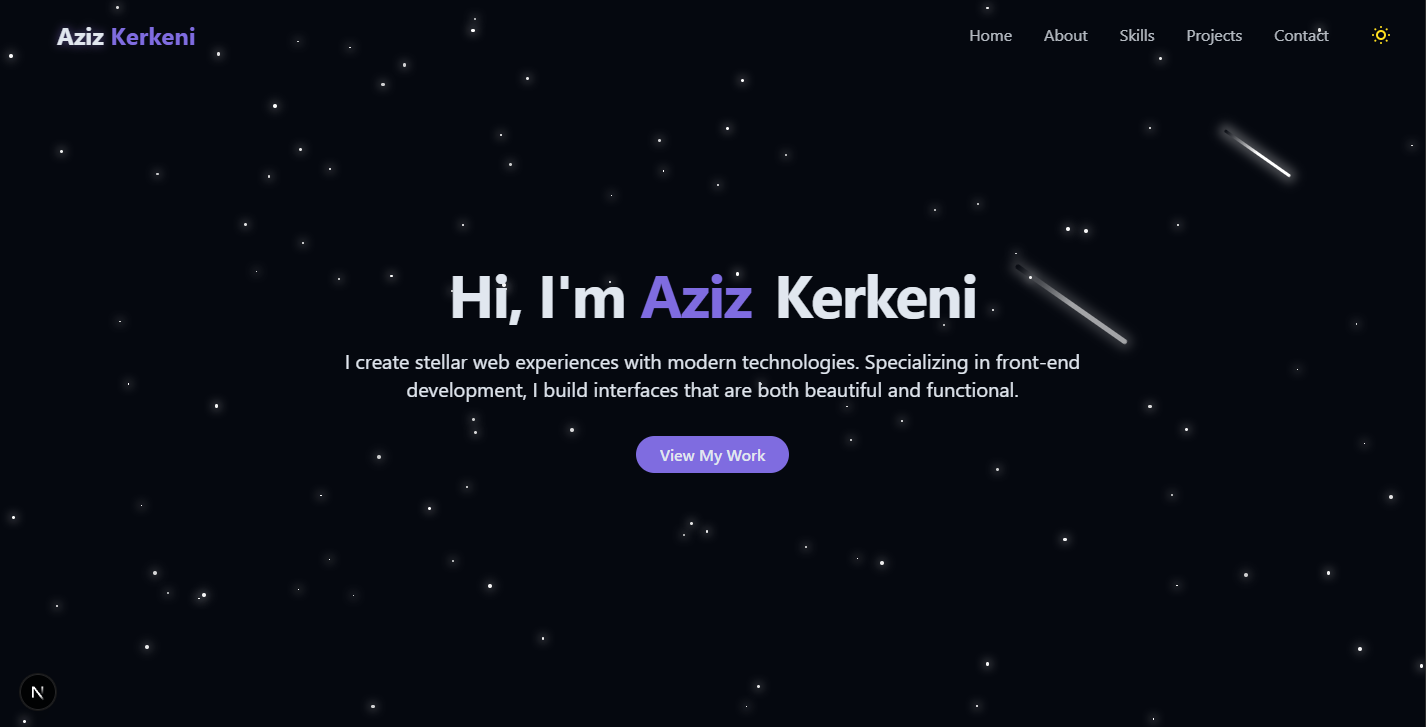 Aziz Kerkeni
Home About Skills Projects Contact
Hi, I'm Aziz Kerkeni
I create stellar web experiences with modern technologies. Specializing in front-end
development, I build interfaces that are both beautiful and functional.
View My Work
N